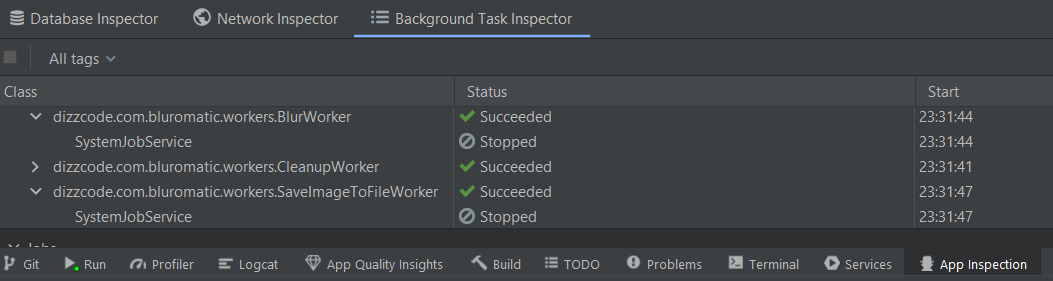 Database Inspector Network Inspector Background Task Inspector
All tags
Class Status Start
dizzcode.com.bluromatic.workers.BlurWorker Succeeded 23:31:44
SystemJobService Stopped 23:31:44
dizzcode.com.bluromatic.workers.CleanupWorker Succeeded 23:31:41
dizzcode.com.bluromatic.workers.SaveImageToFileWorker Succeeded 23:31:47
SystemJobService Stopped 23:31:47
Git Run Profiler Logcat App Quality Insights Build TODO Problems Terminal Services App Inspection